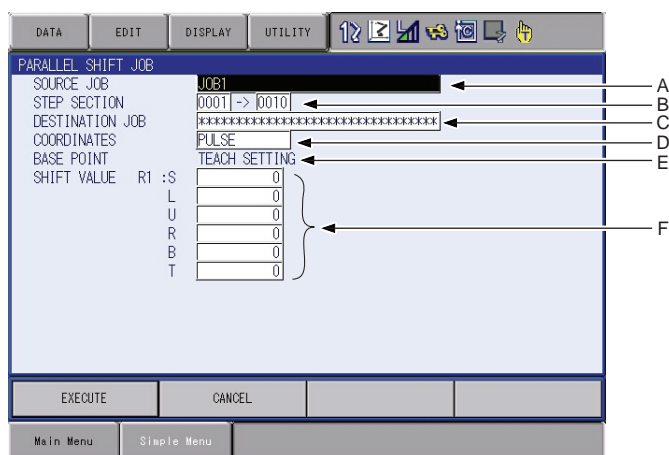 DATA EDIT DISPLAY UTILITY
PARALLEL SHIFT JOB
SOURCE JOB JOB1 A
STEP SECTION 0001 -> 0010 B
DESTINATION JOB ******************************** C
COORDINATES PULSE D
BASE POINT TEACH SETTING E
SHIFT VALUE R1 :S 0
L 0
U 0
R 0 F
B 0
T 0
EXECUTE CANCEL
Main Menu Simple Menu